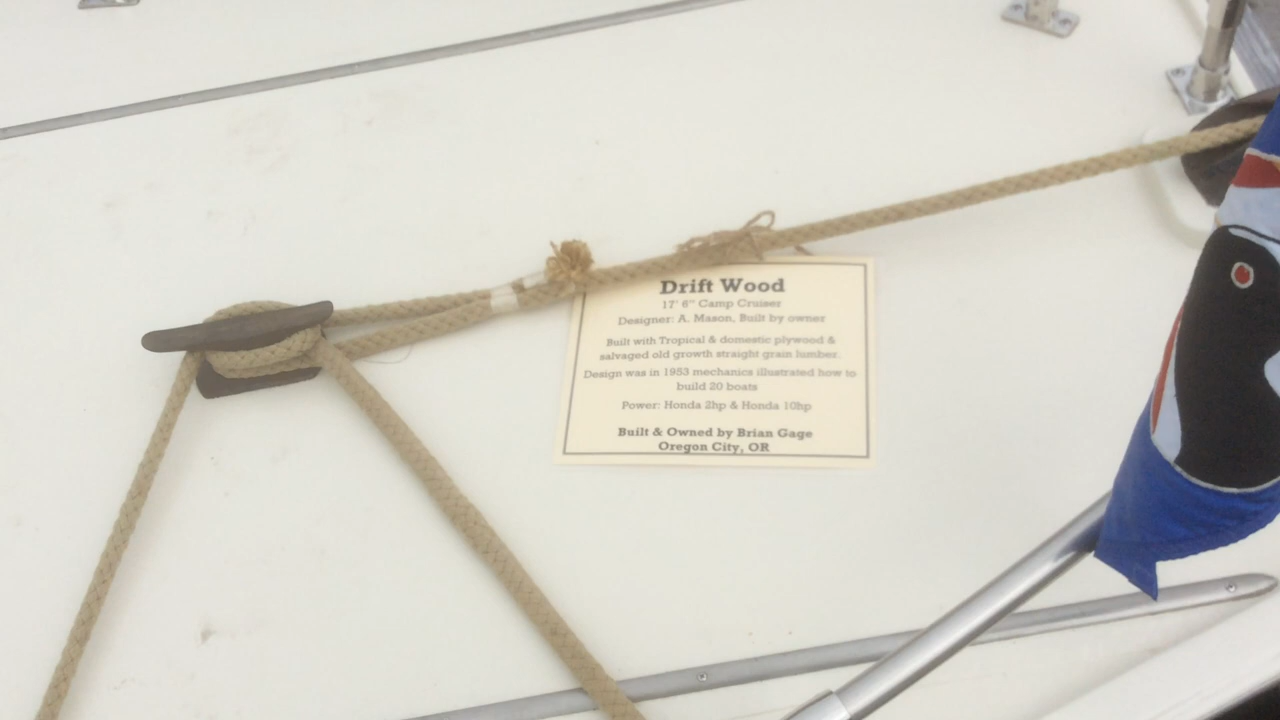 Drift Wood
17' 6" Camp Cruiser
Designer: A. Mason, Built by owner
Built with Tropical & domestic plywood &
salvaged old growth straight grain lumber.
Design was in 1953 mechanics illustrated how to
build 20 boats
Power: Honda 2hp & Honda 10hp
Built & Owned by Brian Gage
Oregon City, OR